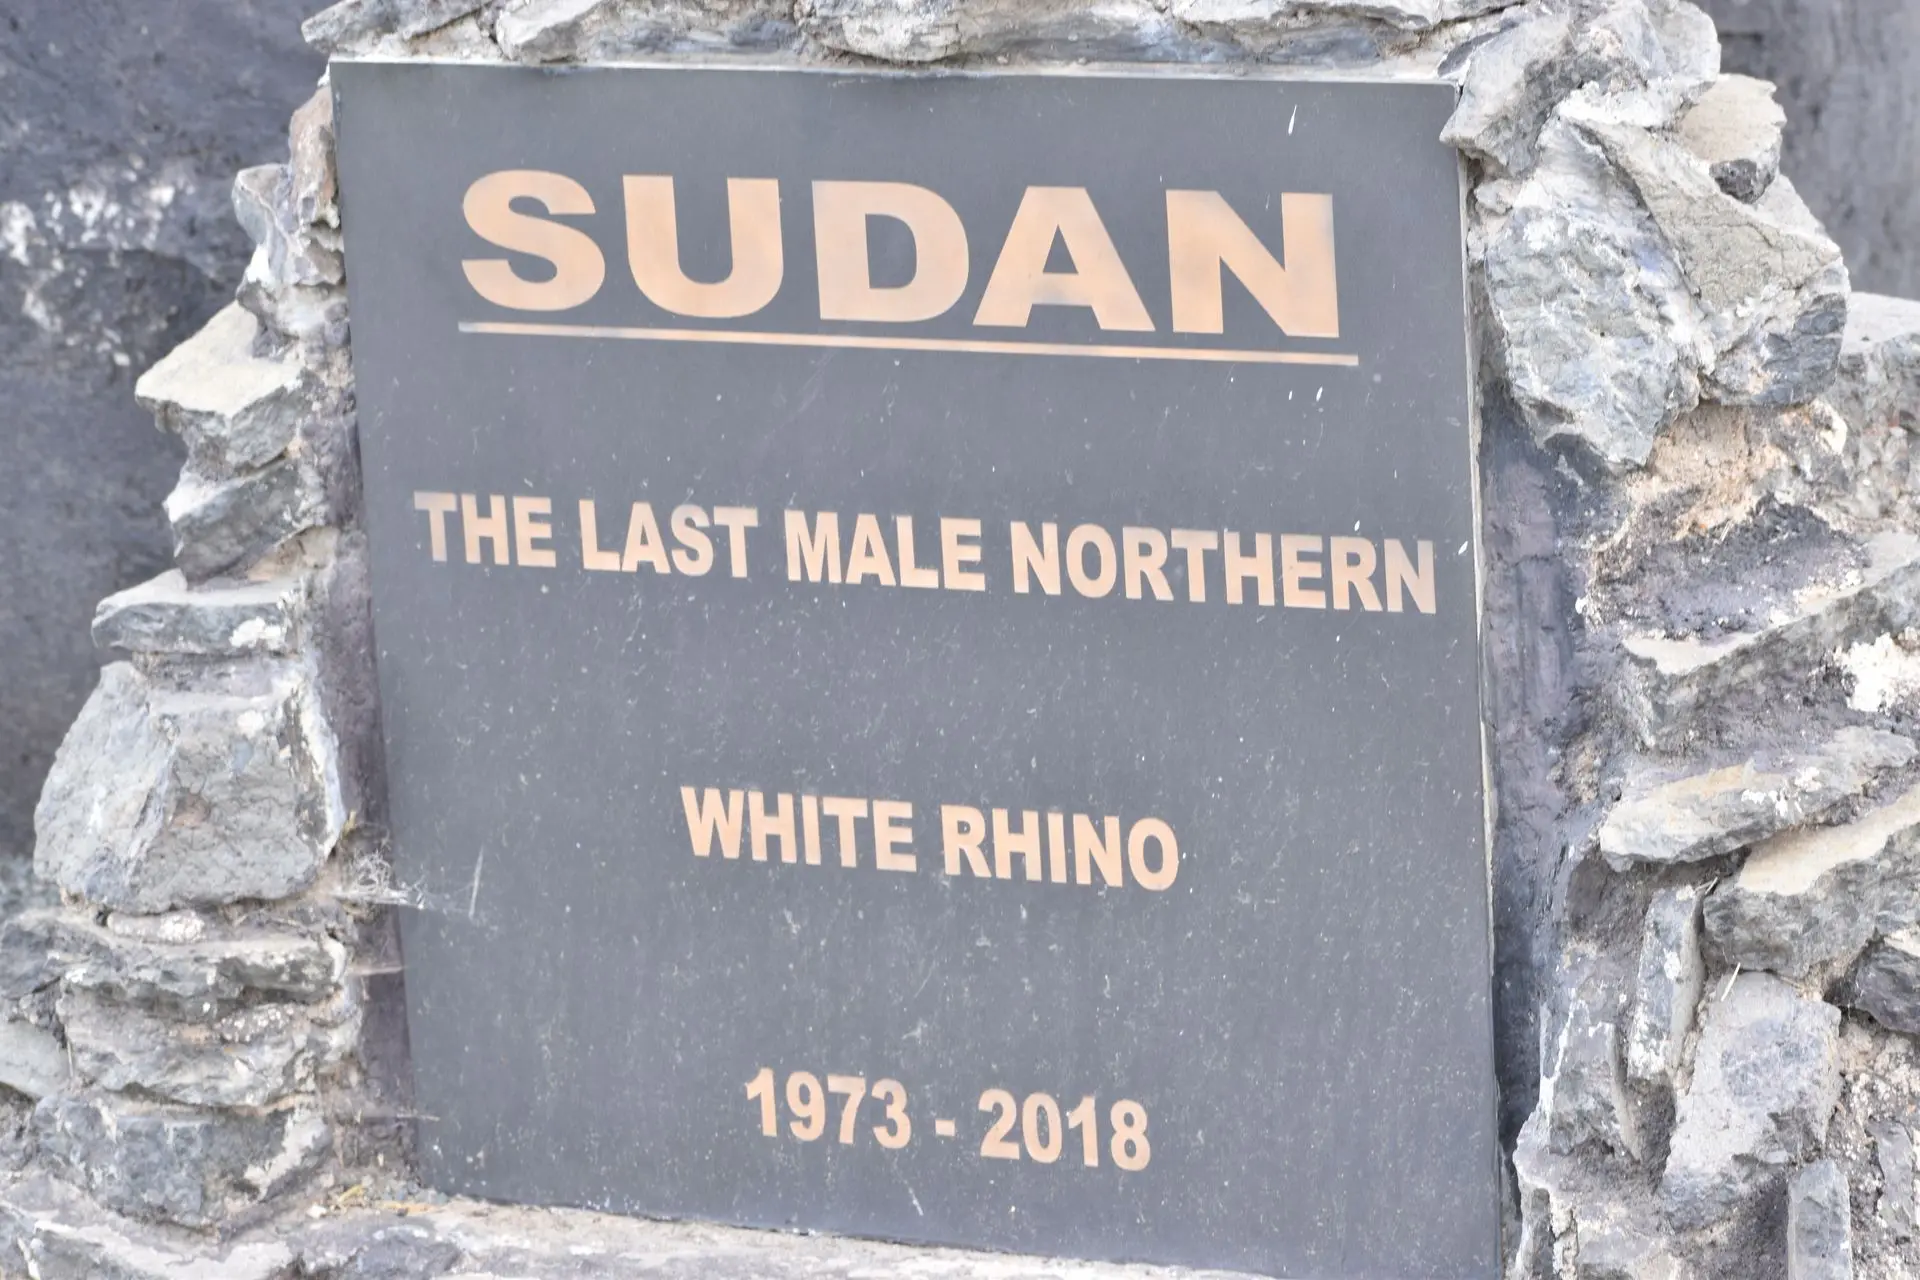 SUDAN
THE LAST MALE NORTHERN
WHITE RHINO
1973 - 2018